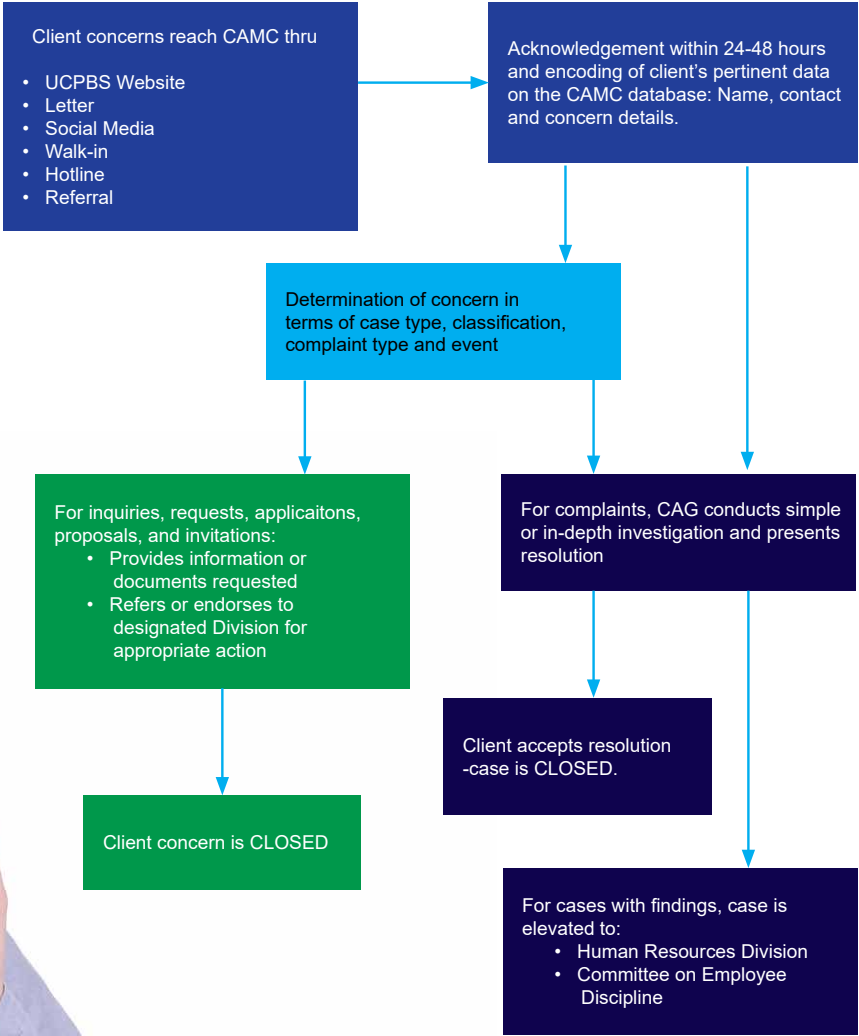 Client concerns reach CAMC thru
• UCPBS Website
• Letter
• Social Media
• Walk-in
• Hotline
• Referral
Acknowledgement within 24-48 hours
and encoding of client's pertinent data
on the CAMC database: Name, contact
and concern details.
Determination of concern in
terms of case type, classification,
complaint type and event
For inquiries, requests, applicaitons,
proposals, and invitations:
• Provides information or
documents requested
• Refers or endorses to
designated Division for
appropriate action
For complaints, CAG conducts simple
or in-depth investigation and presents
resolution
Client accepts resolution
-case is CLOSED.
Client concern is CLOSED
For cases with findings, case is
elevated to:
• Human Resources Division
• Committee on Employee
Discipline